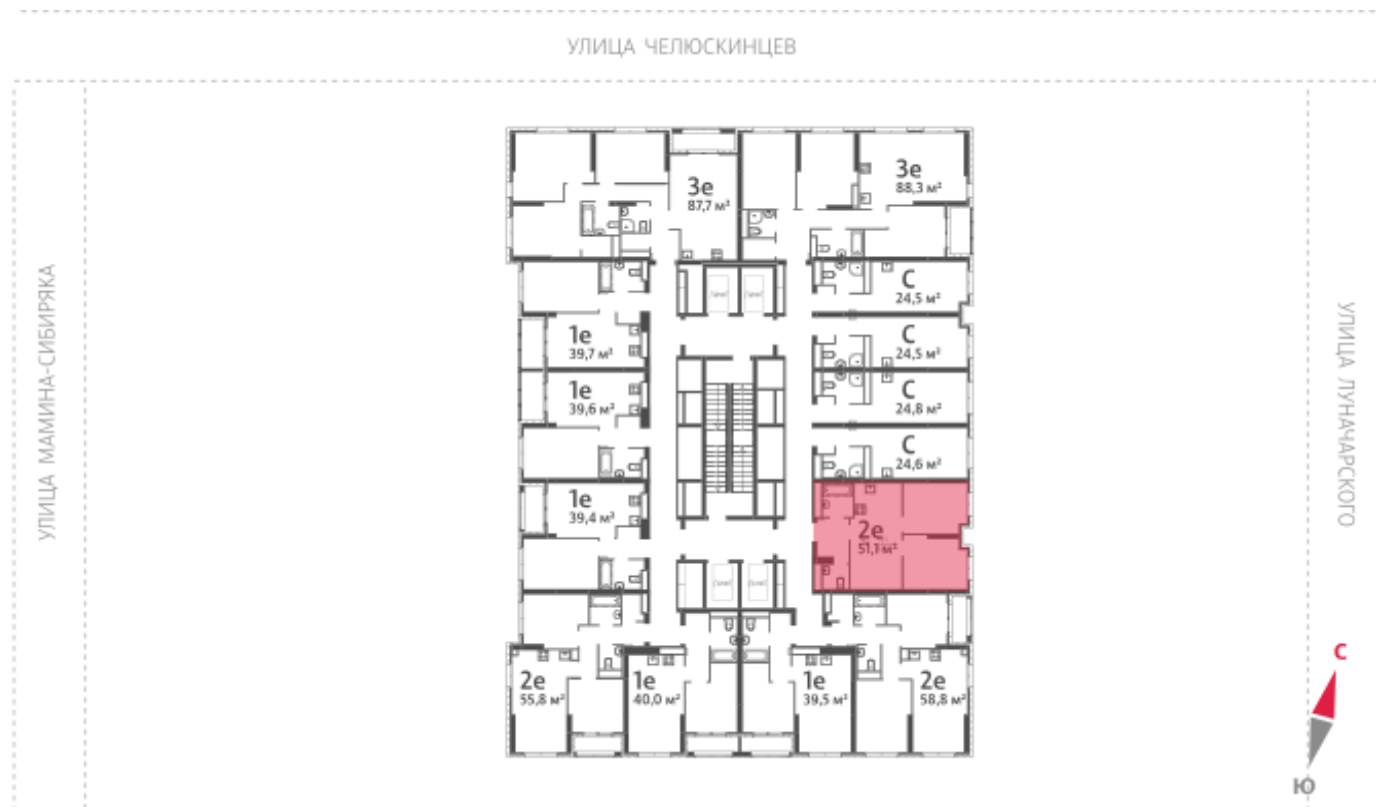 УЛИЦА ЧЕЛЮСКИНЦЕВ
УЛИЦА МАМИНА-СИБИРЯКА
УЛИЦА ЛУНАЧАРСКОГО
3е
87,7 м²
3е
88,3 м²
С
24,5 м²
1е
39,7 м²
С
24,5 м²
1е
39,6 м²
С
24,8 м²
С
24,6 м²
1е
39,4 м²
2е
51,1 м²
2е
55,8 м²
1е
40,0 м²
1е
39,5 м²
2е
58,8 м²
С
Ю